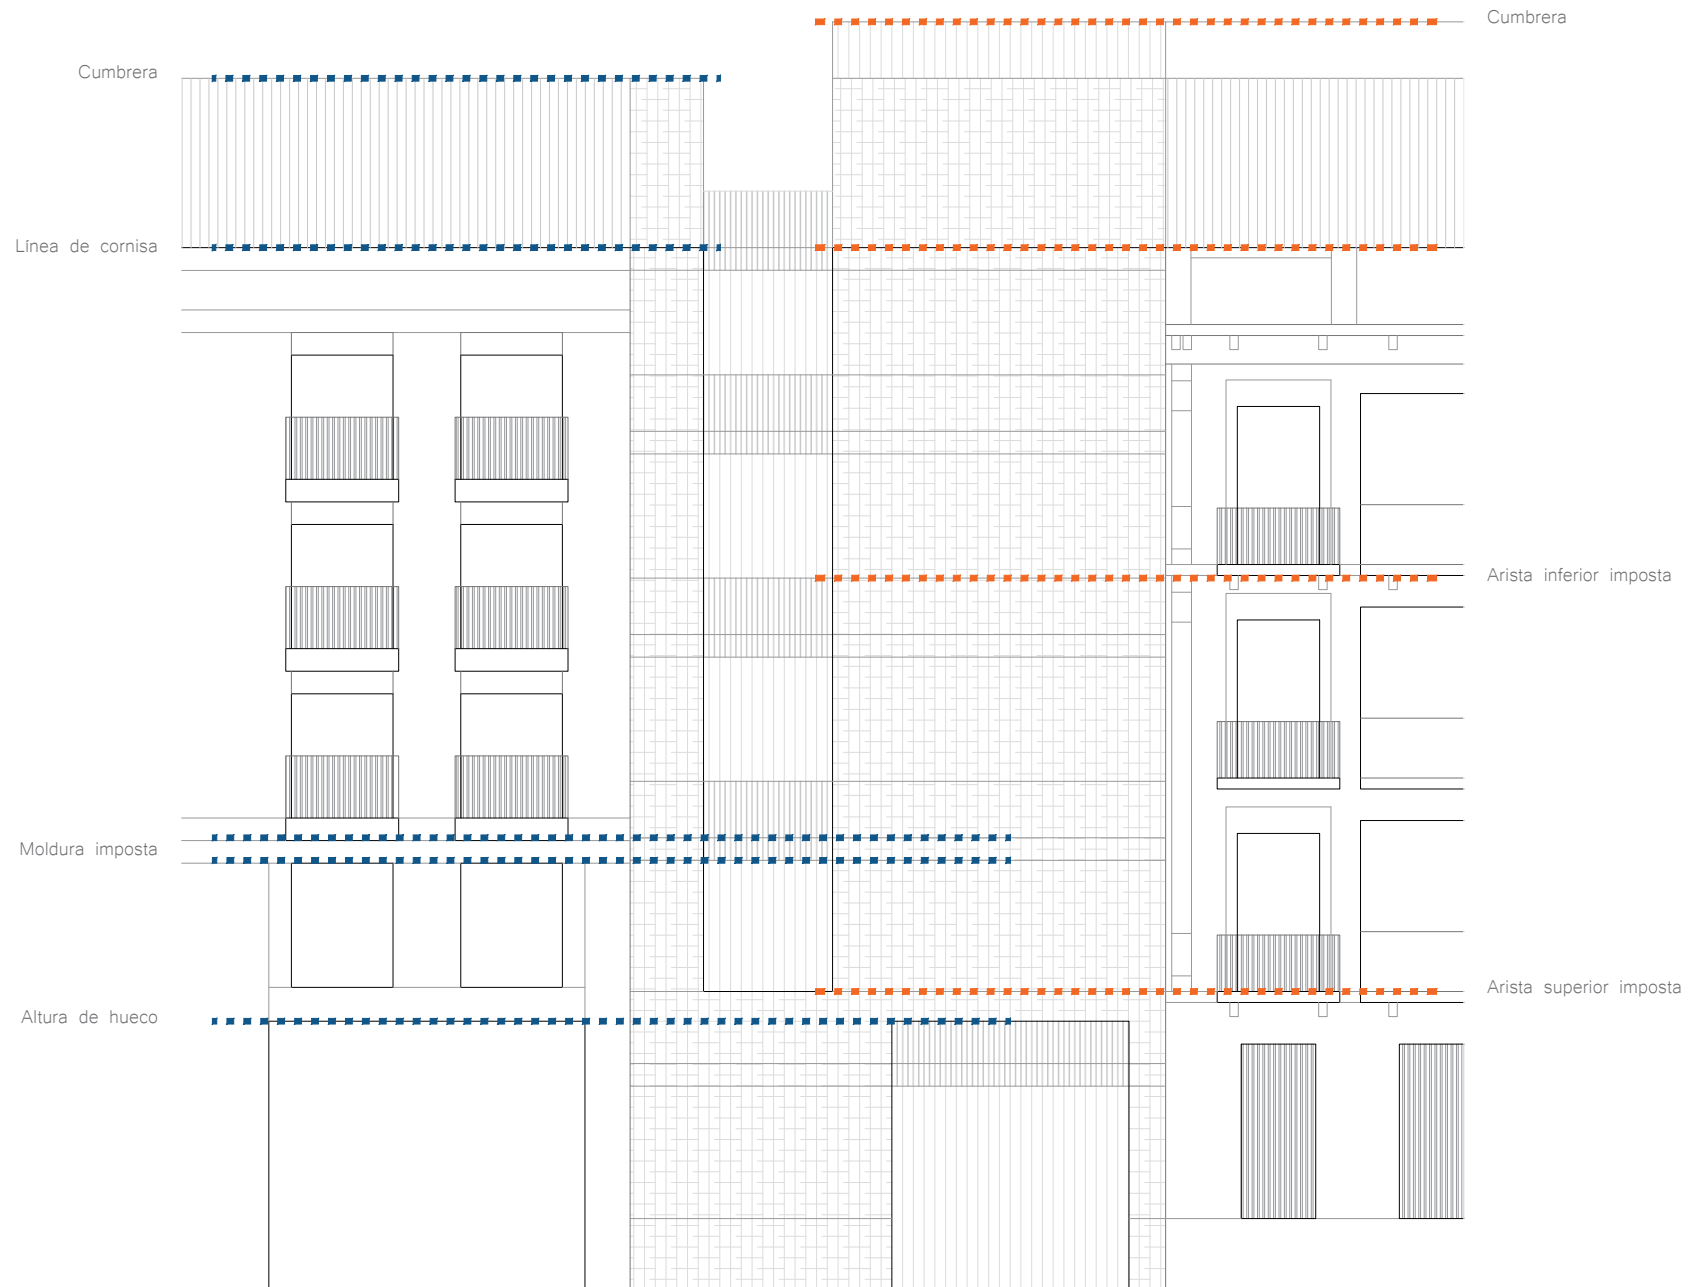 Cumbrera
Cumbrera
Línea de cornisa
Arista inferior imposta
Moldura imposta
Arista superior imposta
Altura de hueco